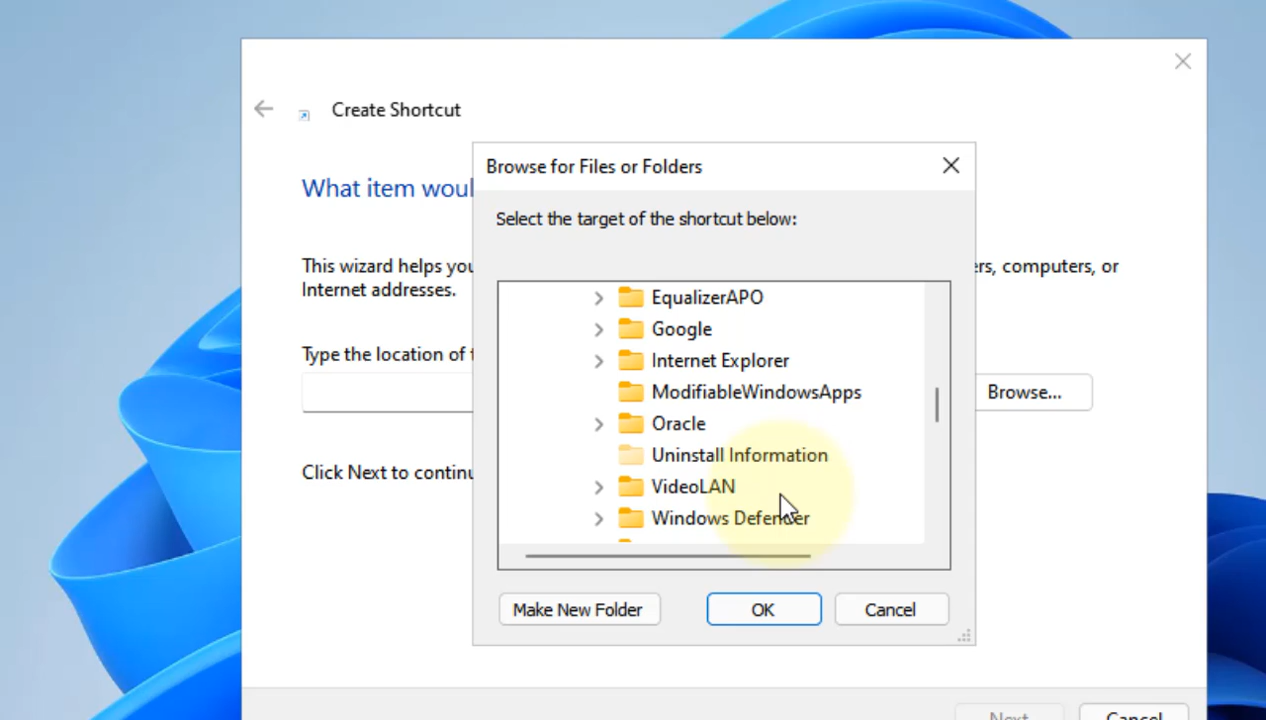 Create Shortcut
What item woul
This wizard helps you
ers, computers, or
Internet addresses.
Type the location of t
Browse...
Click Next to continu
Browse for Files or Folders
Select the target of the shortcut below:
EqualizerAPO
Google
Internet Explorer
ModifiableWindowsApps
Oracle
Uninstall Information
VideoLAN
Windows Defender
Make New Folder
OK
Cancel
Next
Cancel